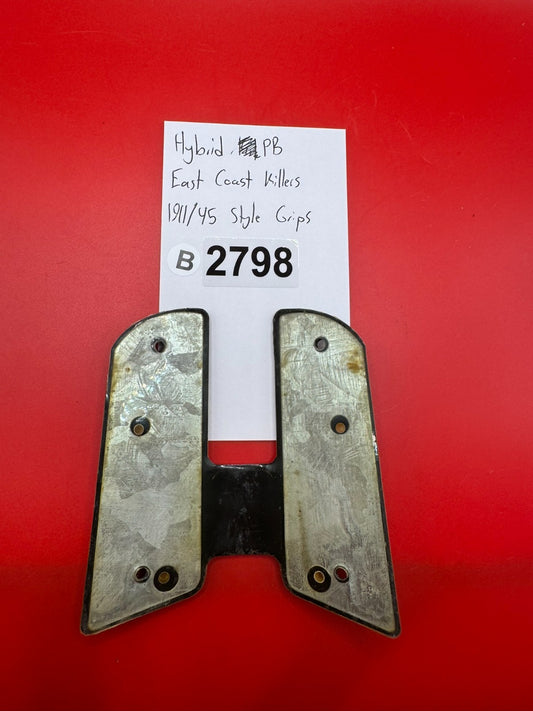 Hybrid. PB
East Coast Killers
1911/45 Style Grips
B 2798